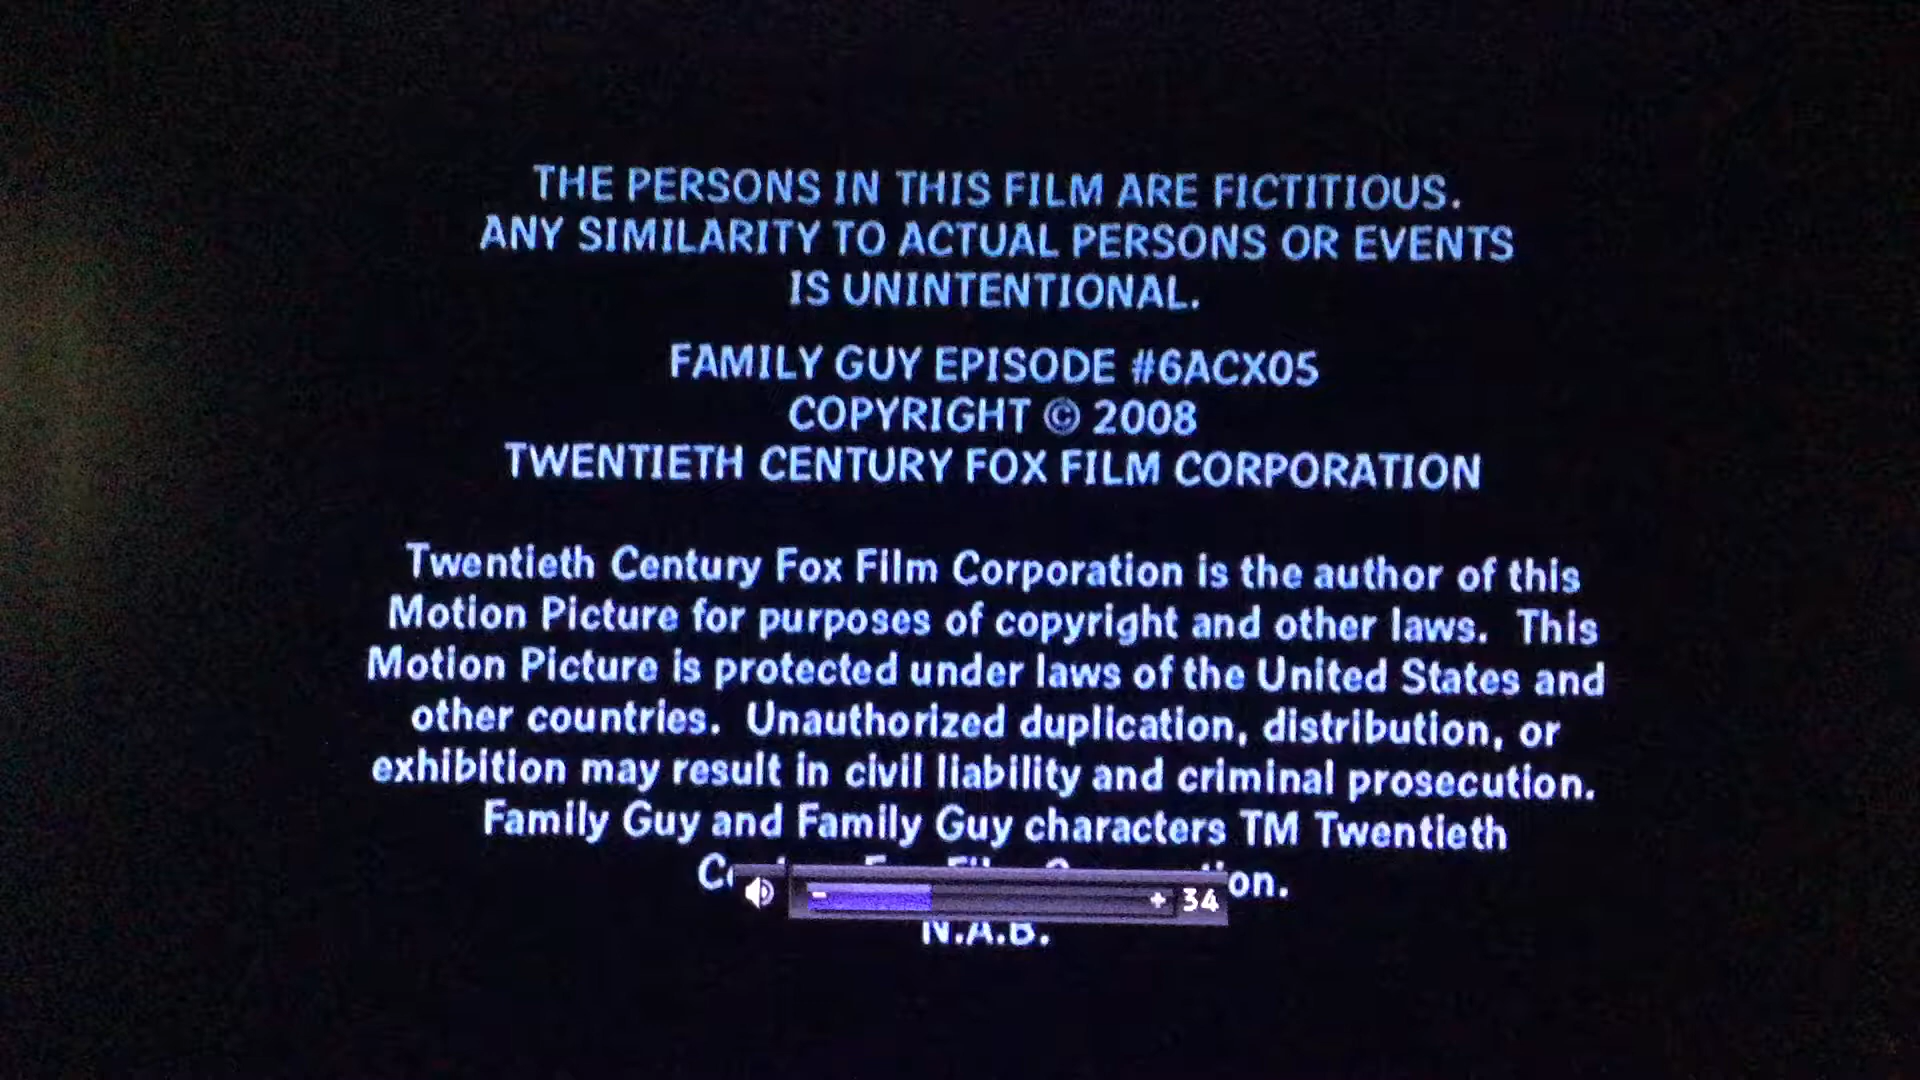 THE PERSONS IN THIS FILM ARE FICTITIOUS.
ANY SIMILARITY TO ACTUAL PERSONS OR EVENTS
IS UNINTENTIONAL.
FAMILY GUY EPISODE #6ACX05
COPYRIGHT © 2008
TWENTIETH CENTURY FOX FILM CORPORATION
Twentieth Century Fox Film Corporation is the author of this
Motion Picture for purposes of copyright and other laws.  This
Motion Picture is protected under laws of the United States and
other countries.  Unauthorized duplication, distribution, or
exhibition may result in civil liability and criminal prosecution.
Family Guy and Family Guy characters TM Twentieth
- + 34
N.A.B.